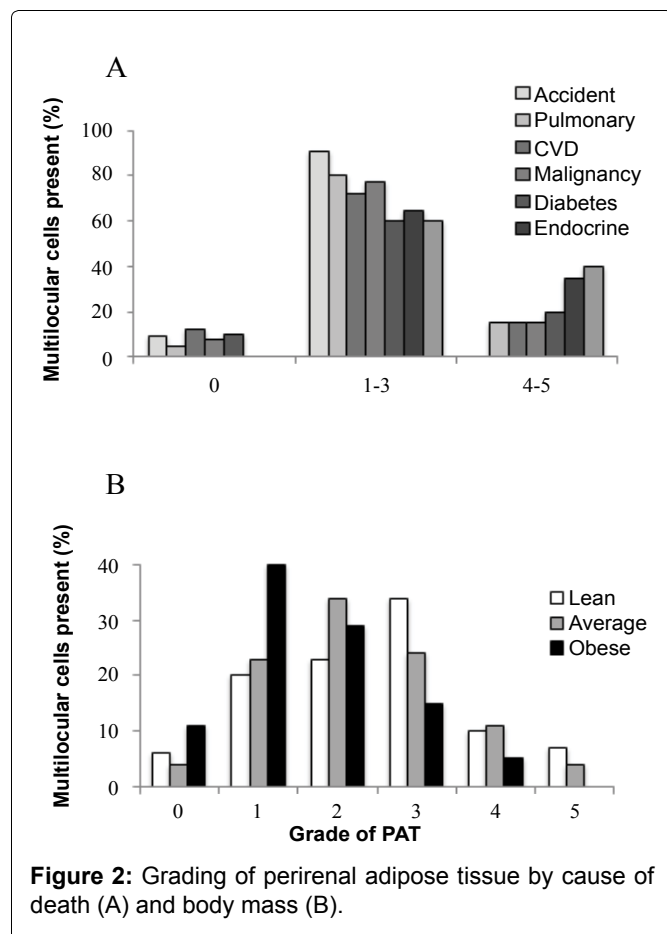 A
Accident
Pulmonary
CVD
Malignancy
Diabetes
Endocrine
Multilocular cells present (%)
100
80
60
40
20
0
0 1-3 4-5
B
Lean
Average
Obese
Multilocular cells present (%)
40
30
20
10
0
0 1 2 3 4 5
Grade of PAT
Figure 2: Grading of perirenal adipose tissue by cause of
death (A) and body mass (B).